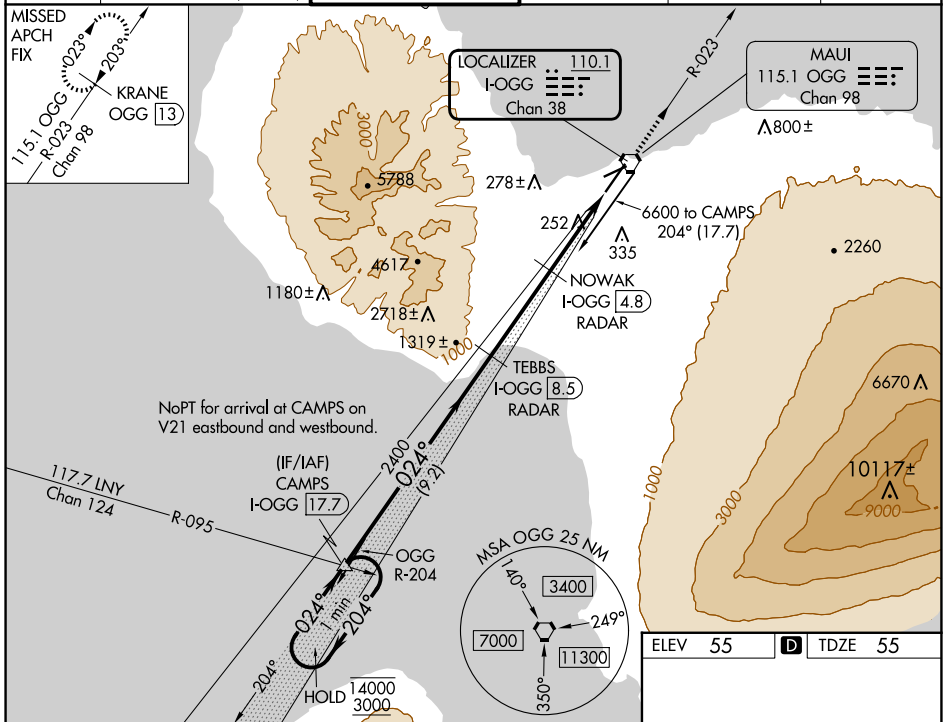 MISSED
APCH
FIX
023°
203°
KRANE
OGG 13
115.1 OGG
R-023
Chan 98
LOCALIZER 110.1
I-OGG
Chan 38
R-023
MAUI
115.1 OGG
Chan 98
800±
3000
5788
278±
252
335
6600 to CAMPS
204° (17.7)
2260
4617
1180±
2718±
1319±
1000
NOWAK
I-OGG 4.8
RADAR
TEBBS
I-OGG 8.5
RADAR
6670
NoPT for arrival at CAMPS on
V21 eastbound and westbound.
2400
024°
(9.2)
(IF/IAF)
CAMPS
I-OGG 17.7
117.7 LNY
Chan 124
R-095
OGG
R-204
1000
3000
10117±
9000
024°
1 min
204°
204°
HOLD
14000
3000
MSA OGG 25 NM
140°
3400
249°
7000
11300
350°
ELEV 55
D
TDZE 55